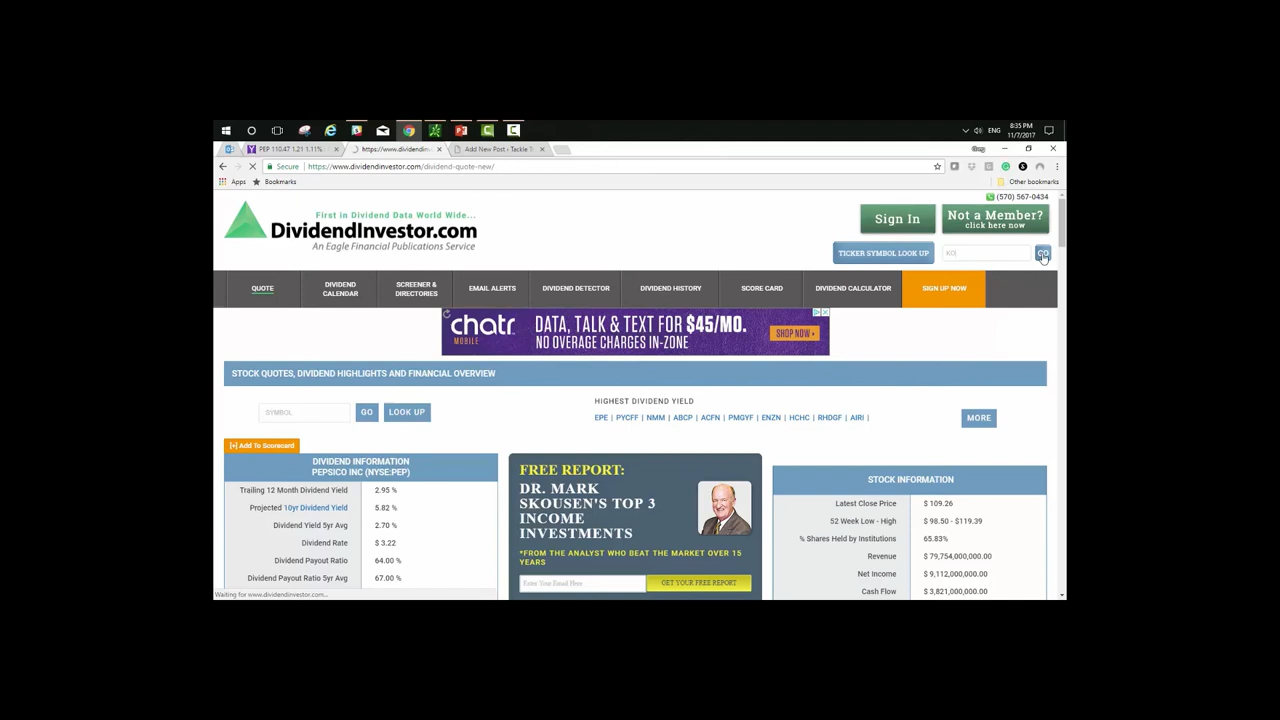 8:35 PM
ENG
11/7/2017
PEP 110.47 1.21 1.11%
https://www.dividendinv
Add New Post ‹ Tackle T
Greg
Secure
https://www.dividendinvestor.com/dividend-quote-new/
Apps
Bookmarks
Other bookmarks
(570) 567-0434
First in Dividend Data World Wide...
DividendInvestor.com
An Eagle Financial Publications Service
Sign In
Not a Member?
click here now
TICKER SYMBOL LOOK UP
KO
GO
QUOTE
DIVIDEND
CALENDAR
SCREENER &
DIRECTORIES
EMAIL ALERTS
DIVIDEND DETECTOR
DIVIDEND HISTORY
SCORE CARD
DIVIDEND CALCULATOR
SIGN UP NOW
chatr
MOBILE
DATA, TALK & TEXT FOR $45/MO.
NO OVERAGE CHARGES IN-ZONE
SHOP NOW
STOCK QUOTES, DIVIDEND HIGHLIGHTS AND FINANCIAL OVERVIEW
SYMBOL
GO
LOOK UP
HIGHEST DIVIDEND YIELD
EPE | PYCFF | NMM | ABCP | ACFN | PMGYF | ENZN | HCHC | RHDGF | AIRI |
MORE
[+] Add To Scorecard
DIVIDEND INFORMATION
PEPSICO INC (NYSE:PEP)
Trailing 12 Month Dividend Yield 2.95 %
Projected 10yr Dividend Yield 5.82 %
Dividend Yield 5yr Avg 2.70 %
Dividend Rate $ 3.22
Dividend Payout Ratio 64.00 %
Dividend Payout Ratio 5yr Avg 67.00 %
FREE REPORT:
DR. MARK
SKOUSEN'S TOP 3
INCOME
INVESTMENTS
*FROM THE ANALYST WHO BEAT THE MARKET OVER 15
YEARS
Enter Your Email Here
GET YOUR FREE REPORT
STOCK INFORMATION
Latest Close Price $ 109.26
52 Week Low - High $ 98.50 - $119.39
% Shares Held by Institutions 65.83%
Revenue $ 79,754,000,000.00
Net Income $ 9,112,000,000.00
Cash Flow $ 3,821,000,000.00
Waiting for www.dividendinvestor.com...